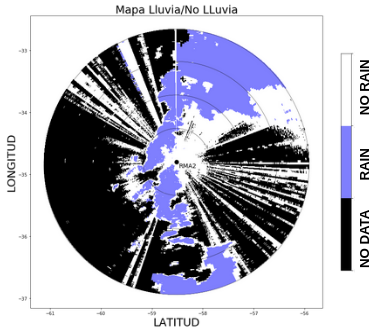 Mapa Lluvia/No LLuvia
−33
−34
−35
−36
−37
−61
−60
−59
−58
−57
−56
LONGITUD
LATITUD
RMA2
NO RAIN
RAIN
NO DATA